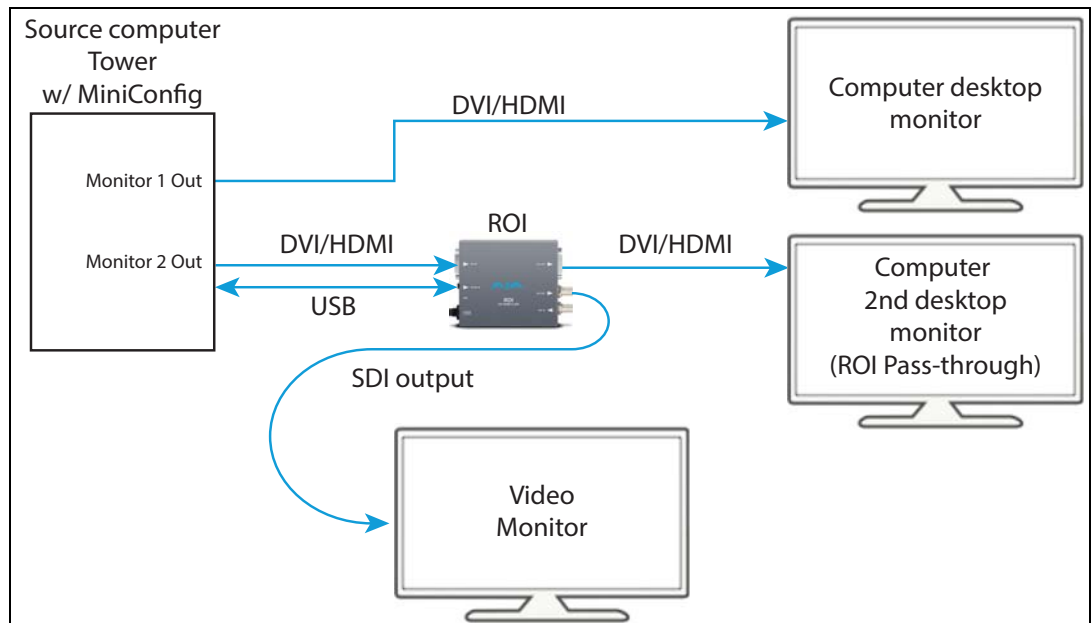 Source computer
Tower
w/ MiniConfig
Monitor 1 Out
Monitor 2 Out
DVI/HDMI
Computer desktop
monitor
DVI/HDMI
USB
ROI
ROI
DVI/HDMI
Computer
2nd desktop
monitor
(ROI Pass-through)
SDI output
Video
Monitor